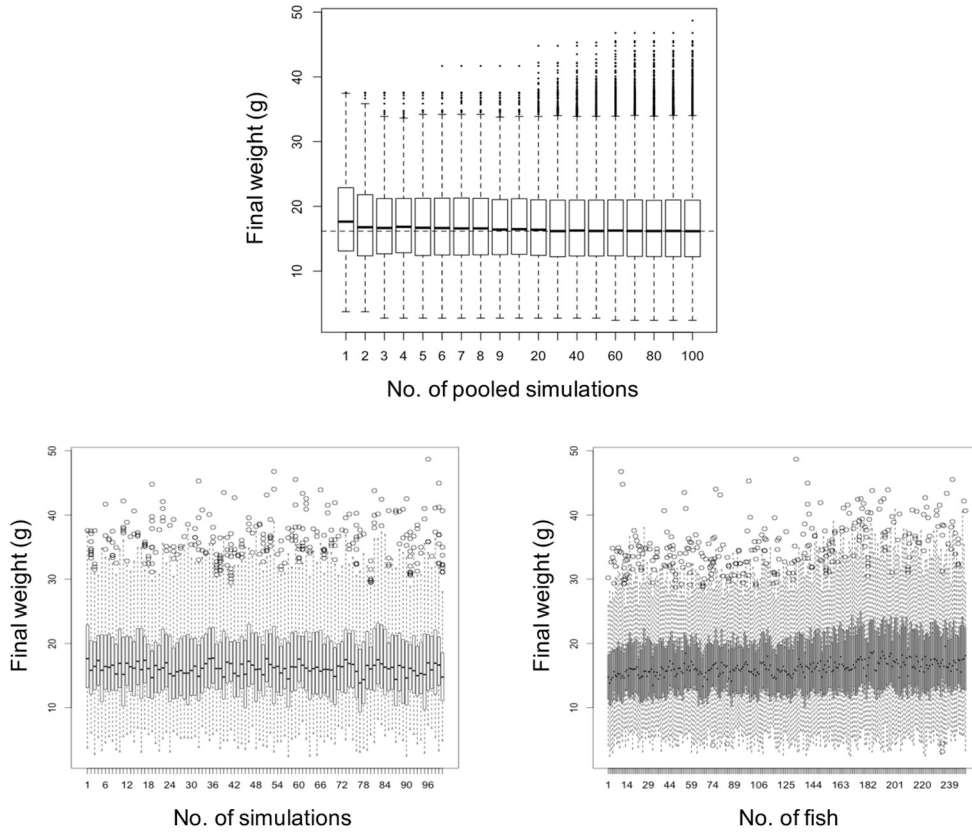 50
40
30
20
10
Final weight (g)
1 2 3 4 5 6 7 8 9 20 40 60 80 100
No. of pooled simulations
50
40
30
20
10
Final weight (g)
1 6 12 18 24 30 36 42 48 54 60 66 72 78 84 90 96
No. of simulations
50
40
30
20
10
Final weight (g)
1 14 29 44 59 74 89 106 125 144 163 182 201 220 239
No. of fish